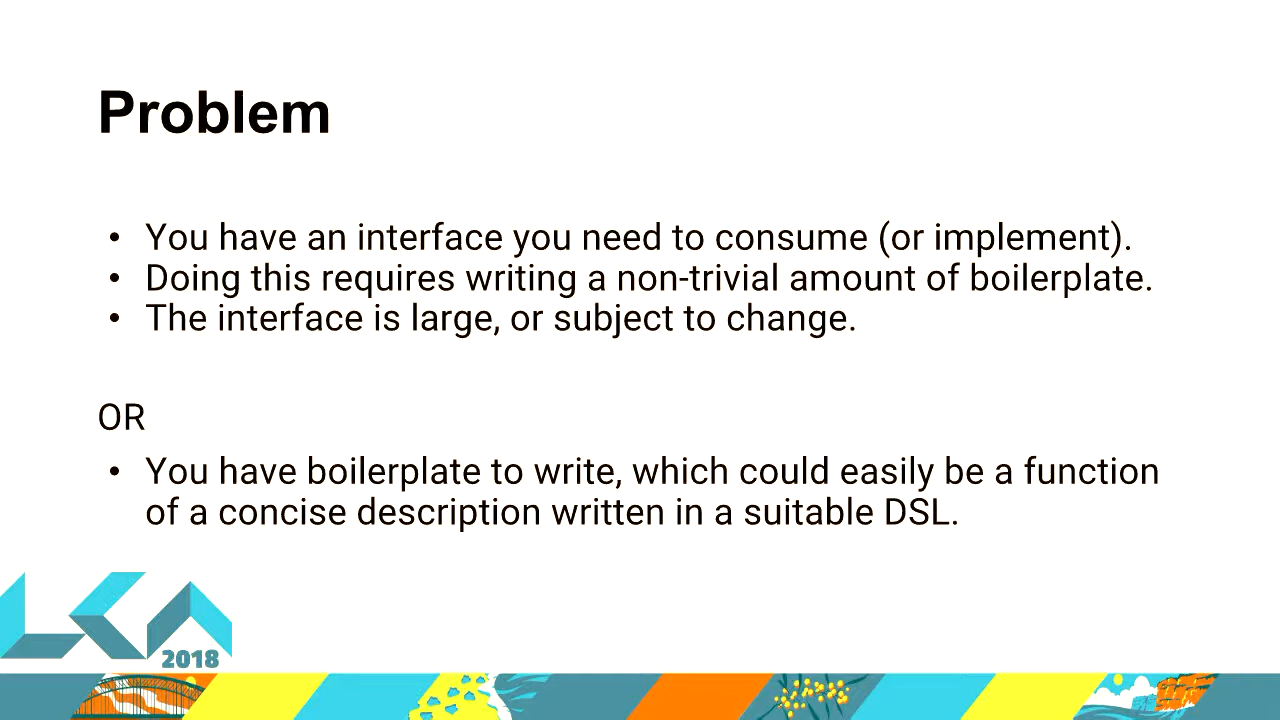 Problem
• You have an interface you need to consume (or implement).
• Doing this requires writing a non-trivial amount of boilerplate.
• The interface is large, or subject to change.
OR
• You have boilerplate to write, which could easily be a function
of a concise description written in a suitable DSL.
LCA
2018